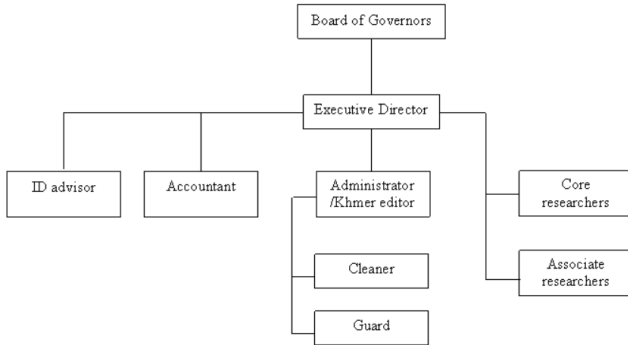 Board of Governors
Executive Director
ID advisor
Accountant
Administrator
/Khmer editor
Core
researchers
Cleaner
Associate
researchers
Guard